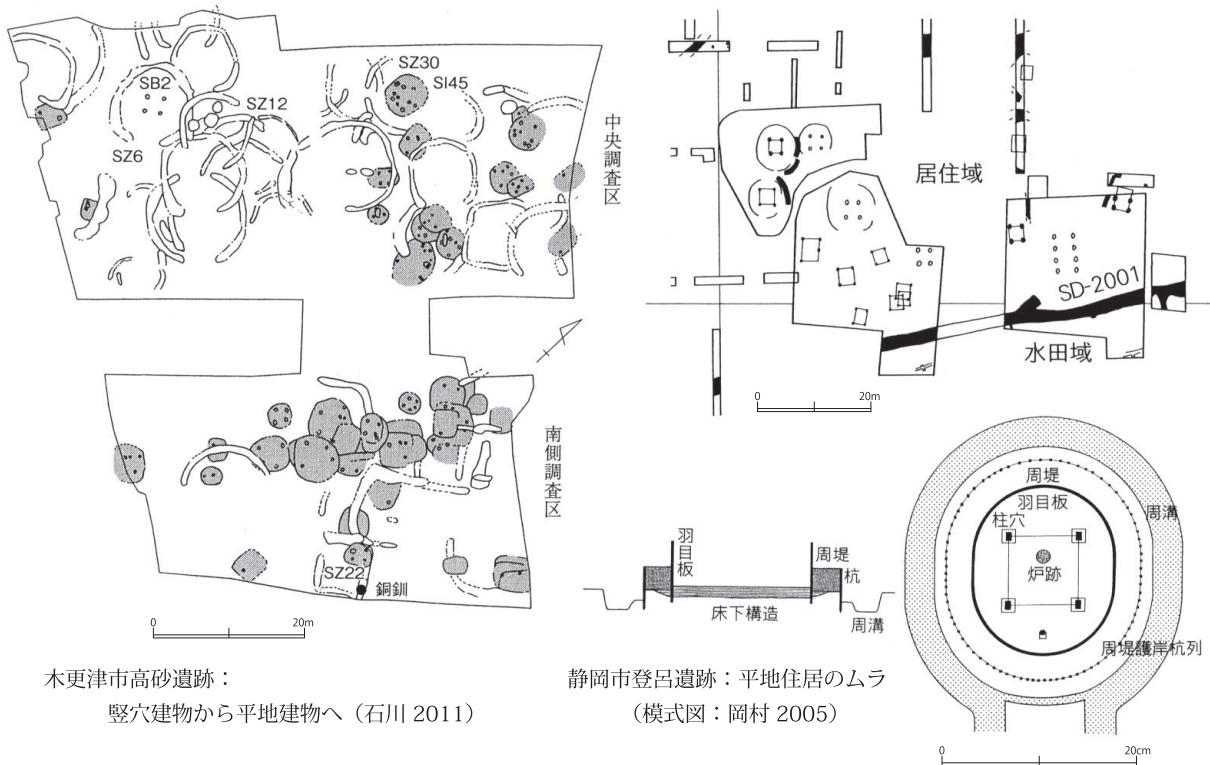 SZ30
SI45
SB2
SZ12
SZ6
中央調査区
南側調査区
SZ22
銅釧
0 20m
木更津市高砂遺跡：
竪穴建物から平地建物へ（石川 2011）
居住域
SD-2001
水田域
0 20m
羽目板
周堤
杭
床下構造
周溝
周堤
羽目板
周溝
柱穴
炉跡
周堤護岸杭列
静岡市登呂遺跡：平地住居のムラ
（模式図：岡村 2005）
0 20cm